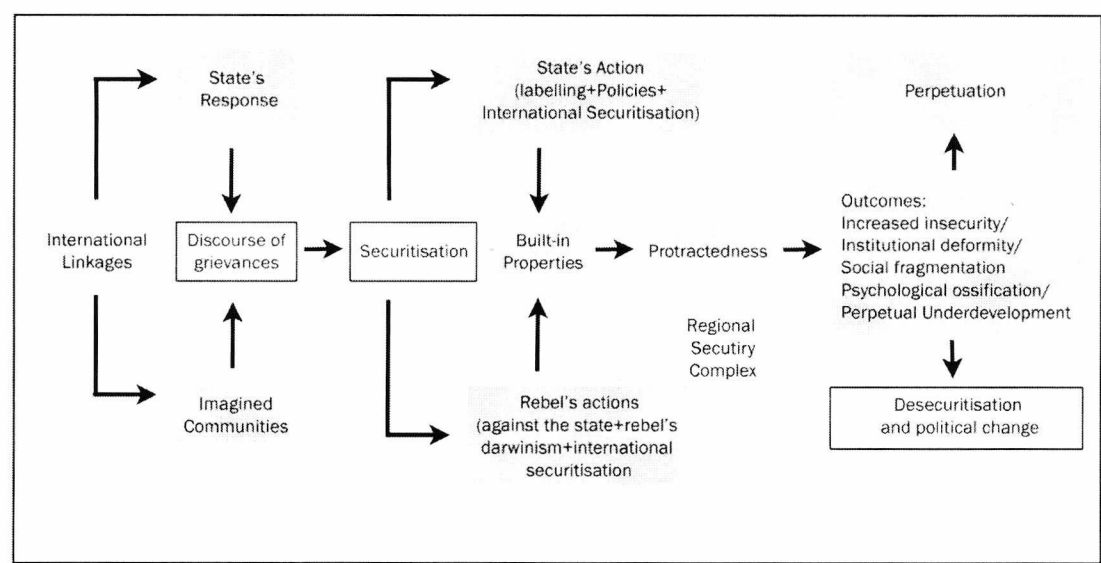 State's
Response
State's Action
(labelling+Policies+
International Securitisation)
Perpetuation
International
Linkages
Discourse of
grievances
Securitisation
Built-in
Properties
Protractedness
Outcomes:
Increased insecurity/
Institutional deformity/
Social fragmentation
Psychological ossification/
Perpetual Underdevelopment
Regional
Secutiry
Complex
Imagined
Communities
Rebel's actions
(against the state+rebel's
darwinism+international
securitisation
Desecuritisation
and political change